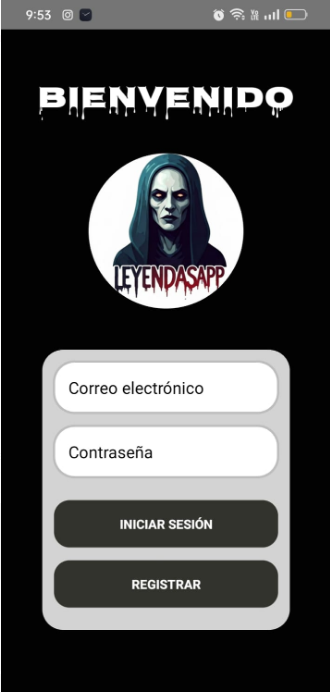 9:53
BIENVENIDO
LEYENDASAPP
Correo electrónico
Contraseña
INICIAR SESIÓN
REGISTRAR